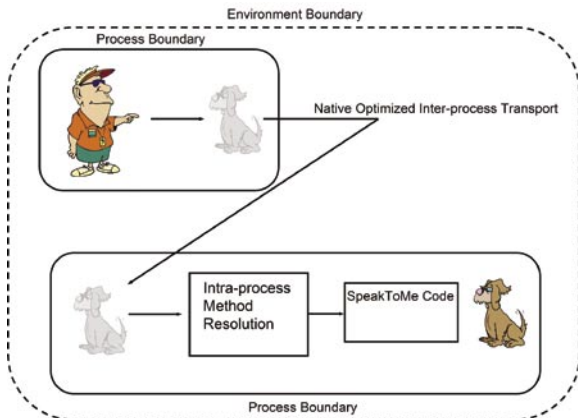 Environment Boundary
Process Boundary
Native Optimized Inter-process Transport
Intra-process
Method
Resolution
SpeakToMe Code
Process Boundary